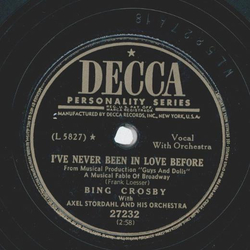 DECCA
PERSONALITY SERIES
MANUFACTURED BY DECCA RECORDS, INC., NEW YORK, U.S.A.
(L 5827) ★
Vocal
With Orchestra
I'VE NEVER BEEN IN LOVE BEFORE
From Musical Production "Guys And Dolls"
A Musical Fable Of Broadway
(Frank Loesser)
BING CROSBY
With
AXEL STORDAHL AND HIS ORCHESTRA
27232
(2:58)